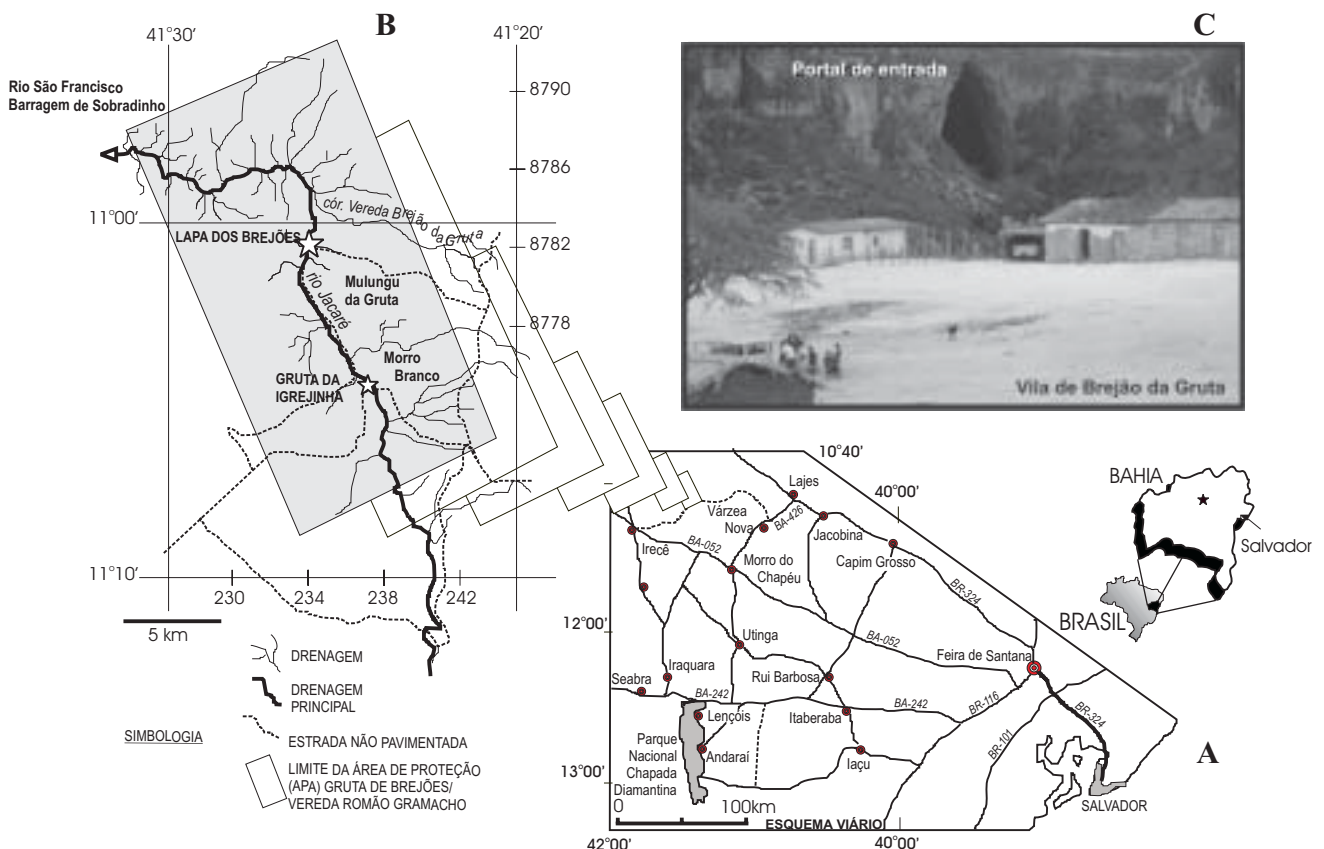 B
41°30’
41°20’
Rio São Francisco
Barragem de Sobradinho
8790
8786
11°00’
cór. Vereda Brejão da Gruta
LAPA DOS BREJÕES
8782
rio Jacaré
Mulungu
da Gruta
8778
Morro
Branco
GRUTA DA
IGREJINHA
11°10’
230
234
238
242
5 km
DRENAGEM
DRENAGEM
PRINCIPAL
SIMBOLOGIA
ESTRADA NÃO PAVIMENTADA
LIMITE DA ÁREA DE PROTEÇÃO
(APA) GRUTA DE BREJÕES/
VEREDA ROMÃO GRAMACHO
C
Portal de entrada
Vila de Brejão da Gruta
10°40’
Lajes
40°00’
Várzea
Nova
BA-426
Jacobina
Irecê
BA-052
Morro do
Chapéu
Capim Grosso
BR-324
12°00’
Utinga
BA-052
Feira de Santana
Iraquara
Rui Barbosa
Seabra
BA-242
BA-242
BR-116
BR-324
Lençóis
Itaberaba
BR-101
Parque
Nacional
Chapada
Diamantina
Andaraí
Iaçu
A
13°00’
0
100km
SALVADOR
ESQUEMA VIÁRIO
42°00’
40°00’
BAHIA
Salvador
BRASIL